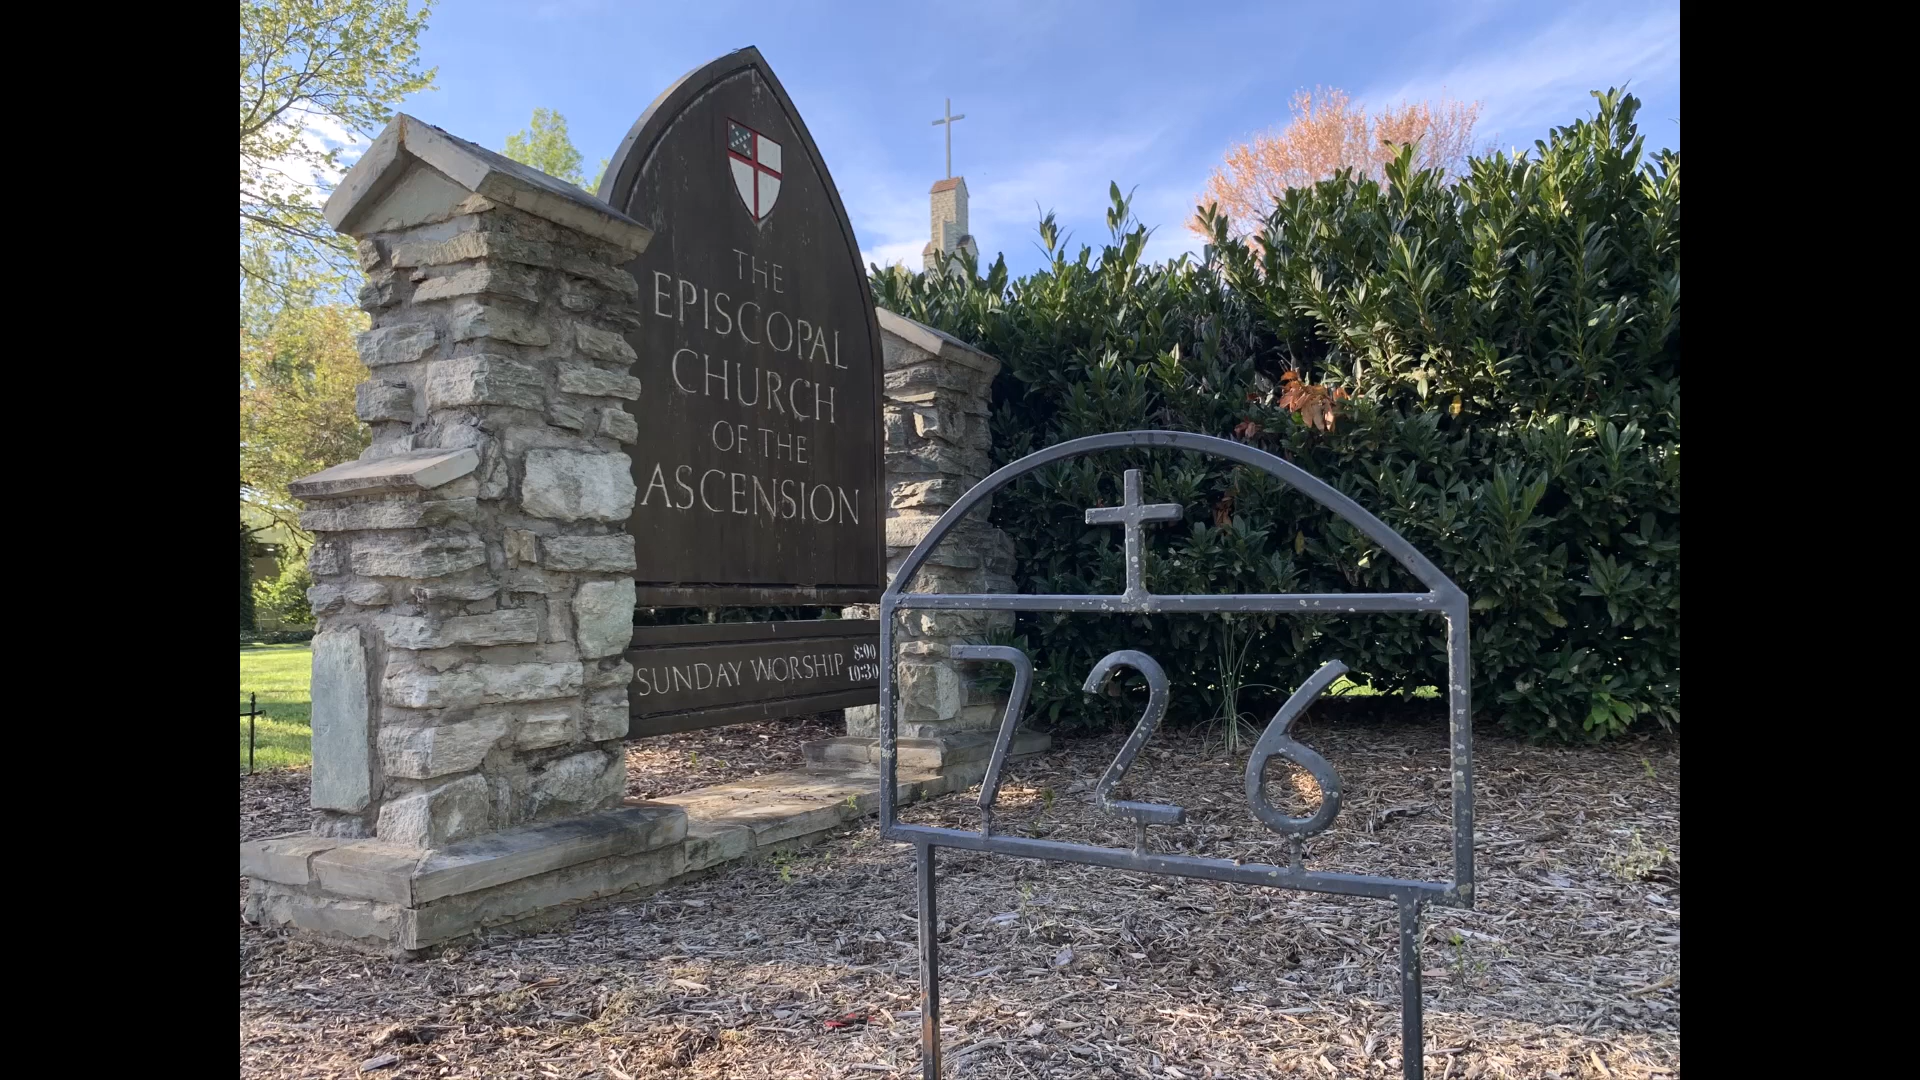 THE
EPISCOPAL
CHURCH
OF THE
ASCENSION
SUNDAY WORSHIP 8:00
10:30
726